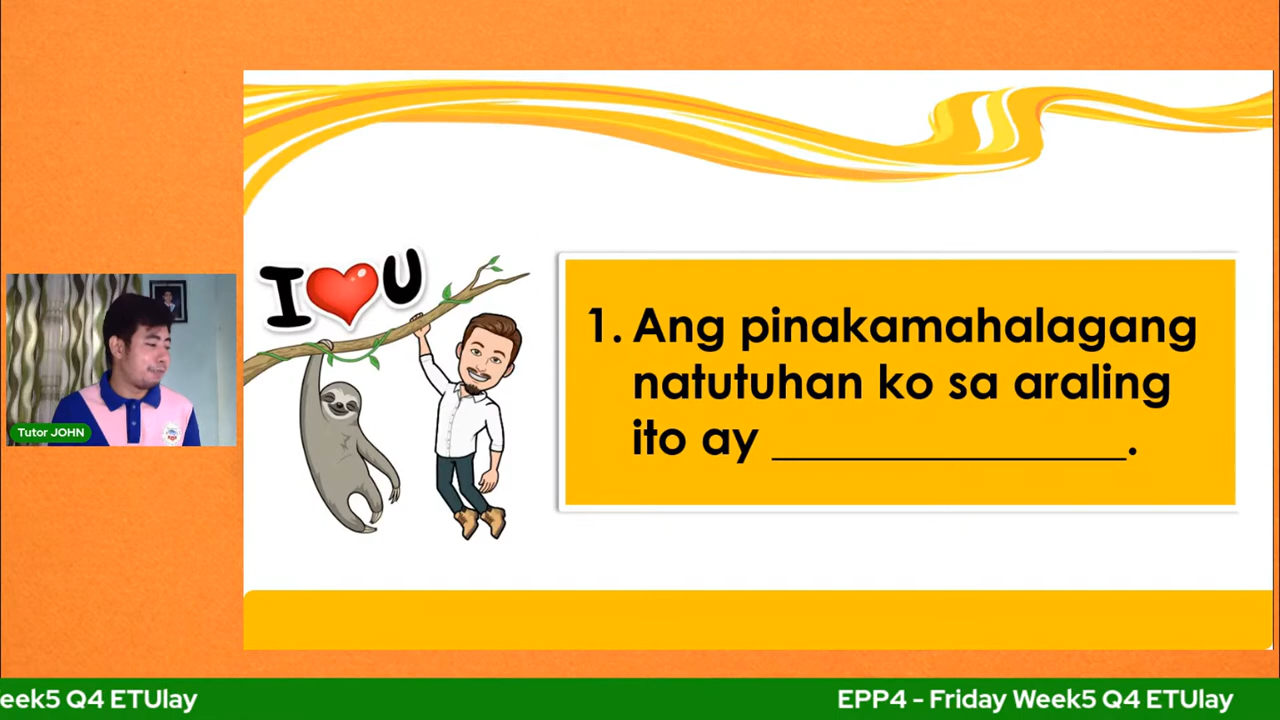 I ❤ U
1. Ang pinakamahalagang
natutuhan ko sa araling
ito ay _______________.
Tutor JOHN
eek5 Q4 ETUlay
EPP4 - Friday Week5 Q4 ETUlay